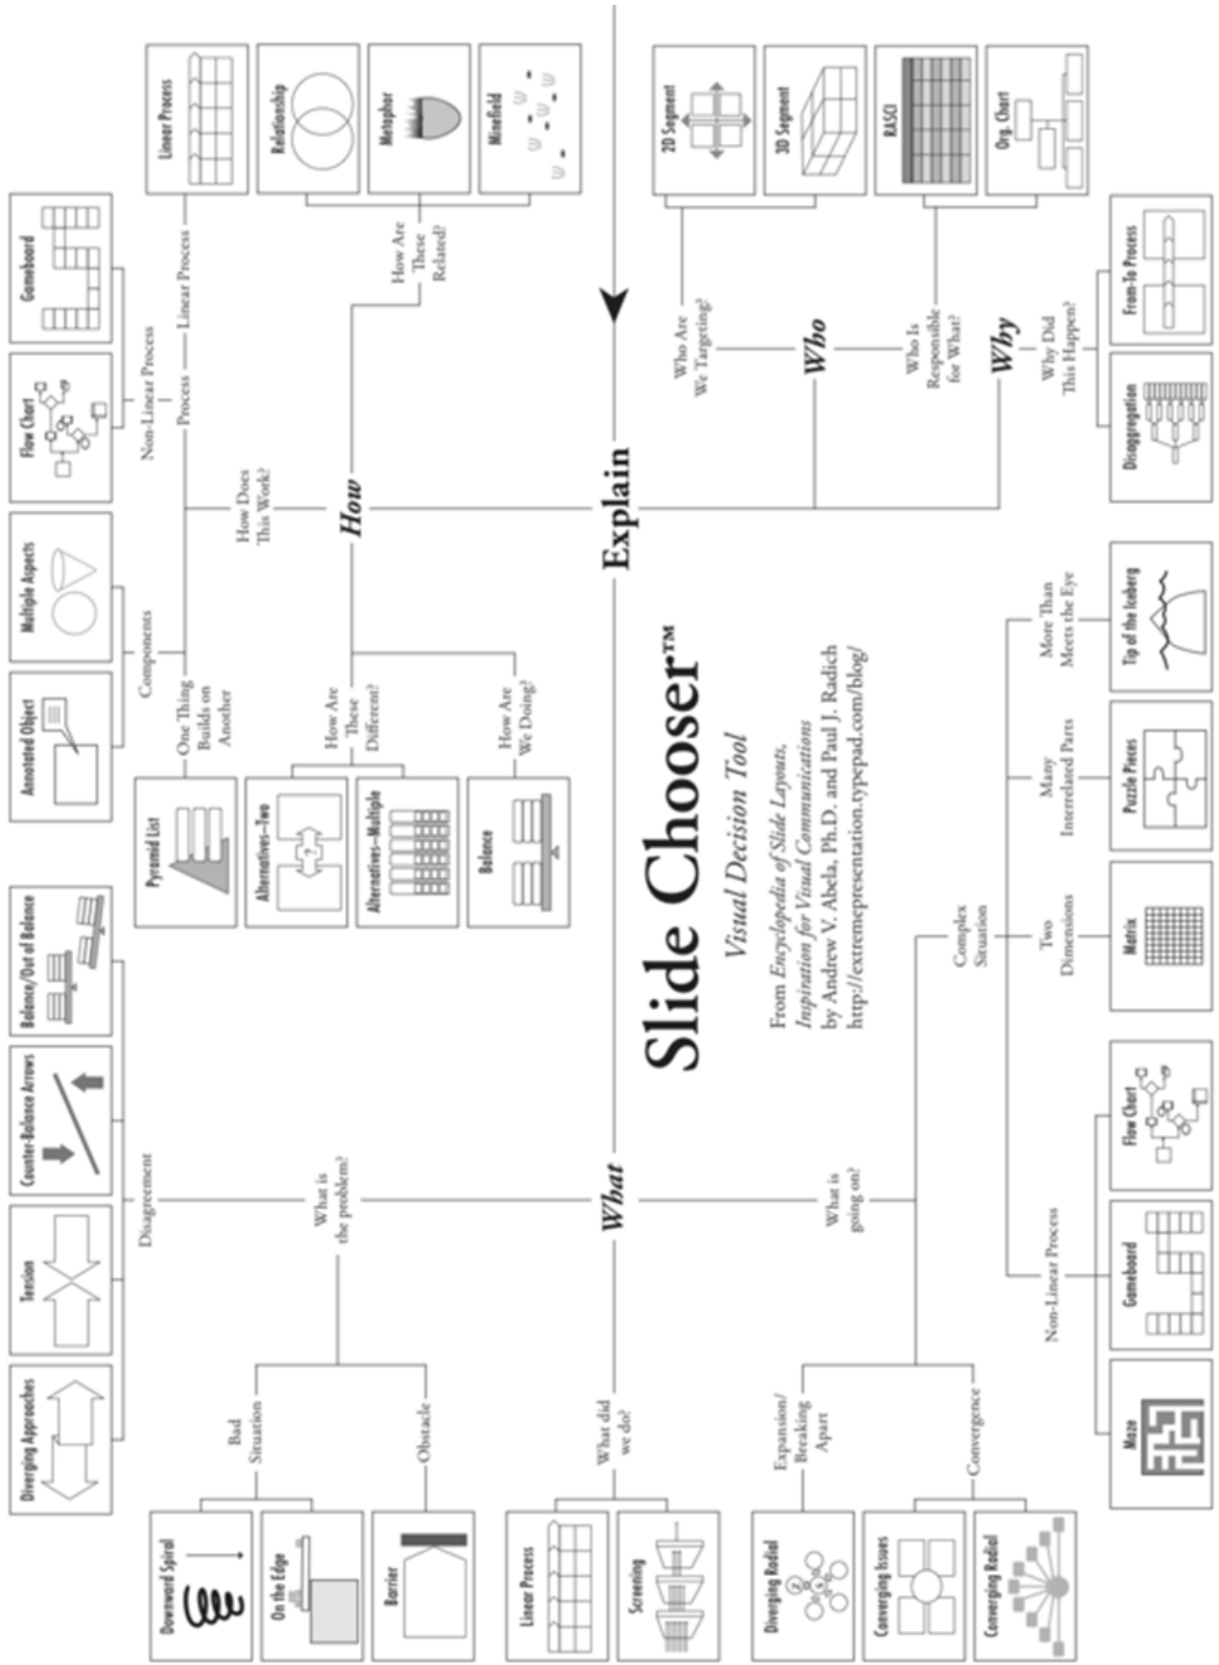 Diverging Approaches
Tension
Counter-Balance Arrows
Balance/Out of Balance
Annotated Object
Multiple Aspects
Flow Chart
Gameboard
Disagreement
Components
Non-Linear Process
Downward Spiral
Pyramid List
One Thing
Builds on
Another
Process
Linear Process
Linear Process
Bad
Situation
How Does
This Work?
On the Edge
Alternatives—Two
?
Relationship
What is
the problem?
How Are
These
Different?
How
Barrier
Obstacle
Alternatives—Multiple
How Are
These
Related?
Metaphor
Balance
How Are
We Doing?
Minefield
Linear Process
What did
we do?
What
Explain
Screening
Slide Chooser™
Visual Decision Tool
From Encyclopedia of Slide Layouts,
Inspiration for Visual Communications
by Andrew V. Abela, Ph.D. and Paul J. Radich
http://extremepresentation.typepad.com/blog/
Who Are
We Targeting?
2D Segment
Diverging Radial
Expansion/
Breaking
Apart
What is
going on?
Who
3D Segment
Converging Issues
Who Is
Responsible
for What?
RASCI
Converging Radial
Convergence
Complex
Situation
Why
Org. Chart
Non-Linear Process
Two
Dimensions
Many
Interrelated Parts
More Than
Meets the Eye
Why Did
This Happen?
Maze
Gameboard
Flow Chart
Matrix
Puzzle Pieces
Tip of the Iceberg
Disaggregation
From-To Process